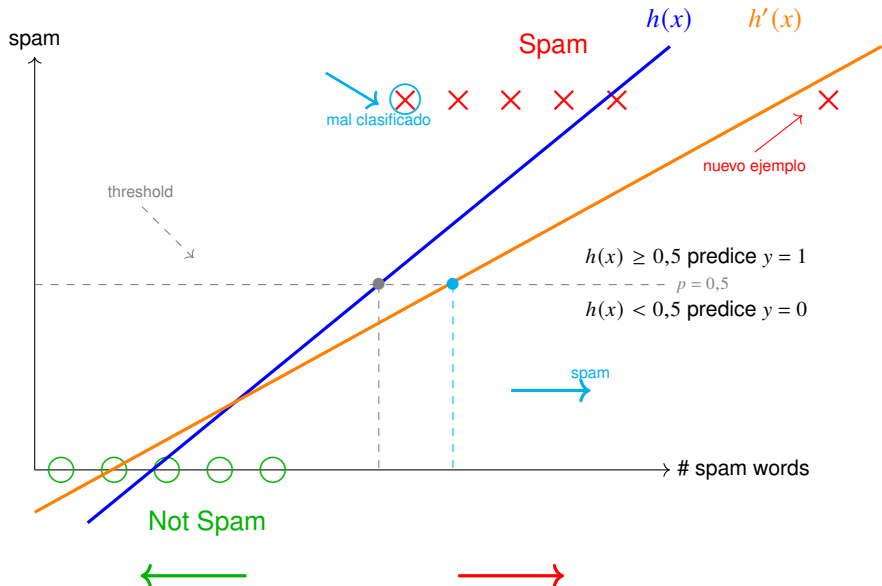 h(x)
h′(x)
spam
Spam
mal clasificado
nuevo ejemplo
threshold
h(x) ≥ 0,5 predice y = 1
p = 0,5
h(x) < 0,5 predice y = 0
spam
# spam words
Not Spam